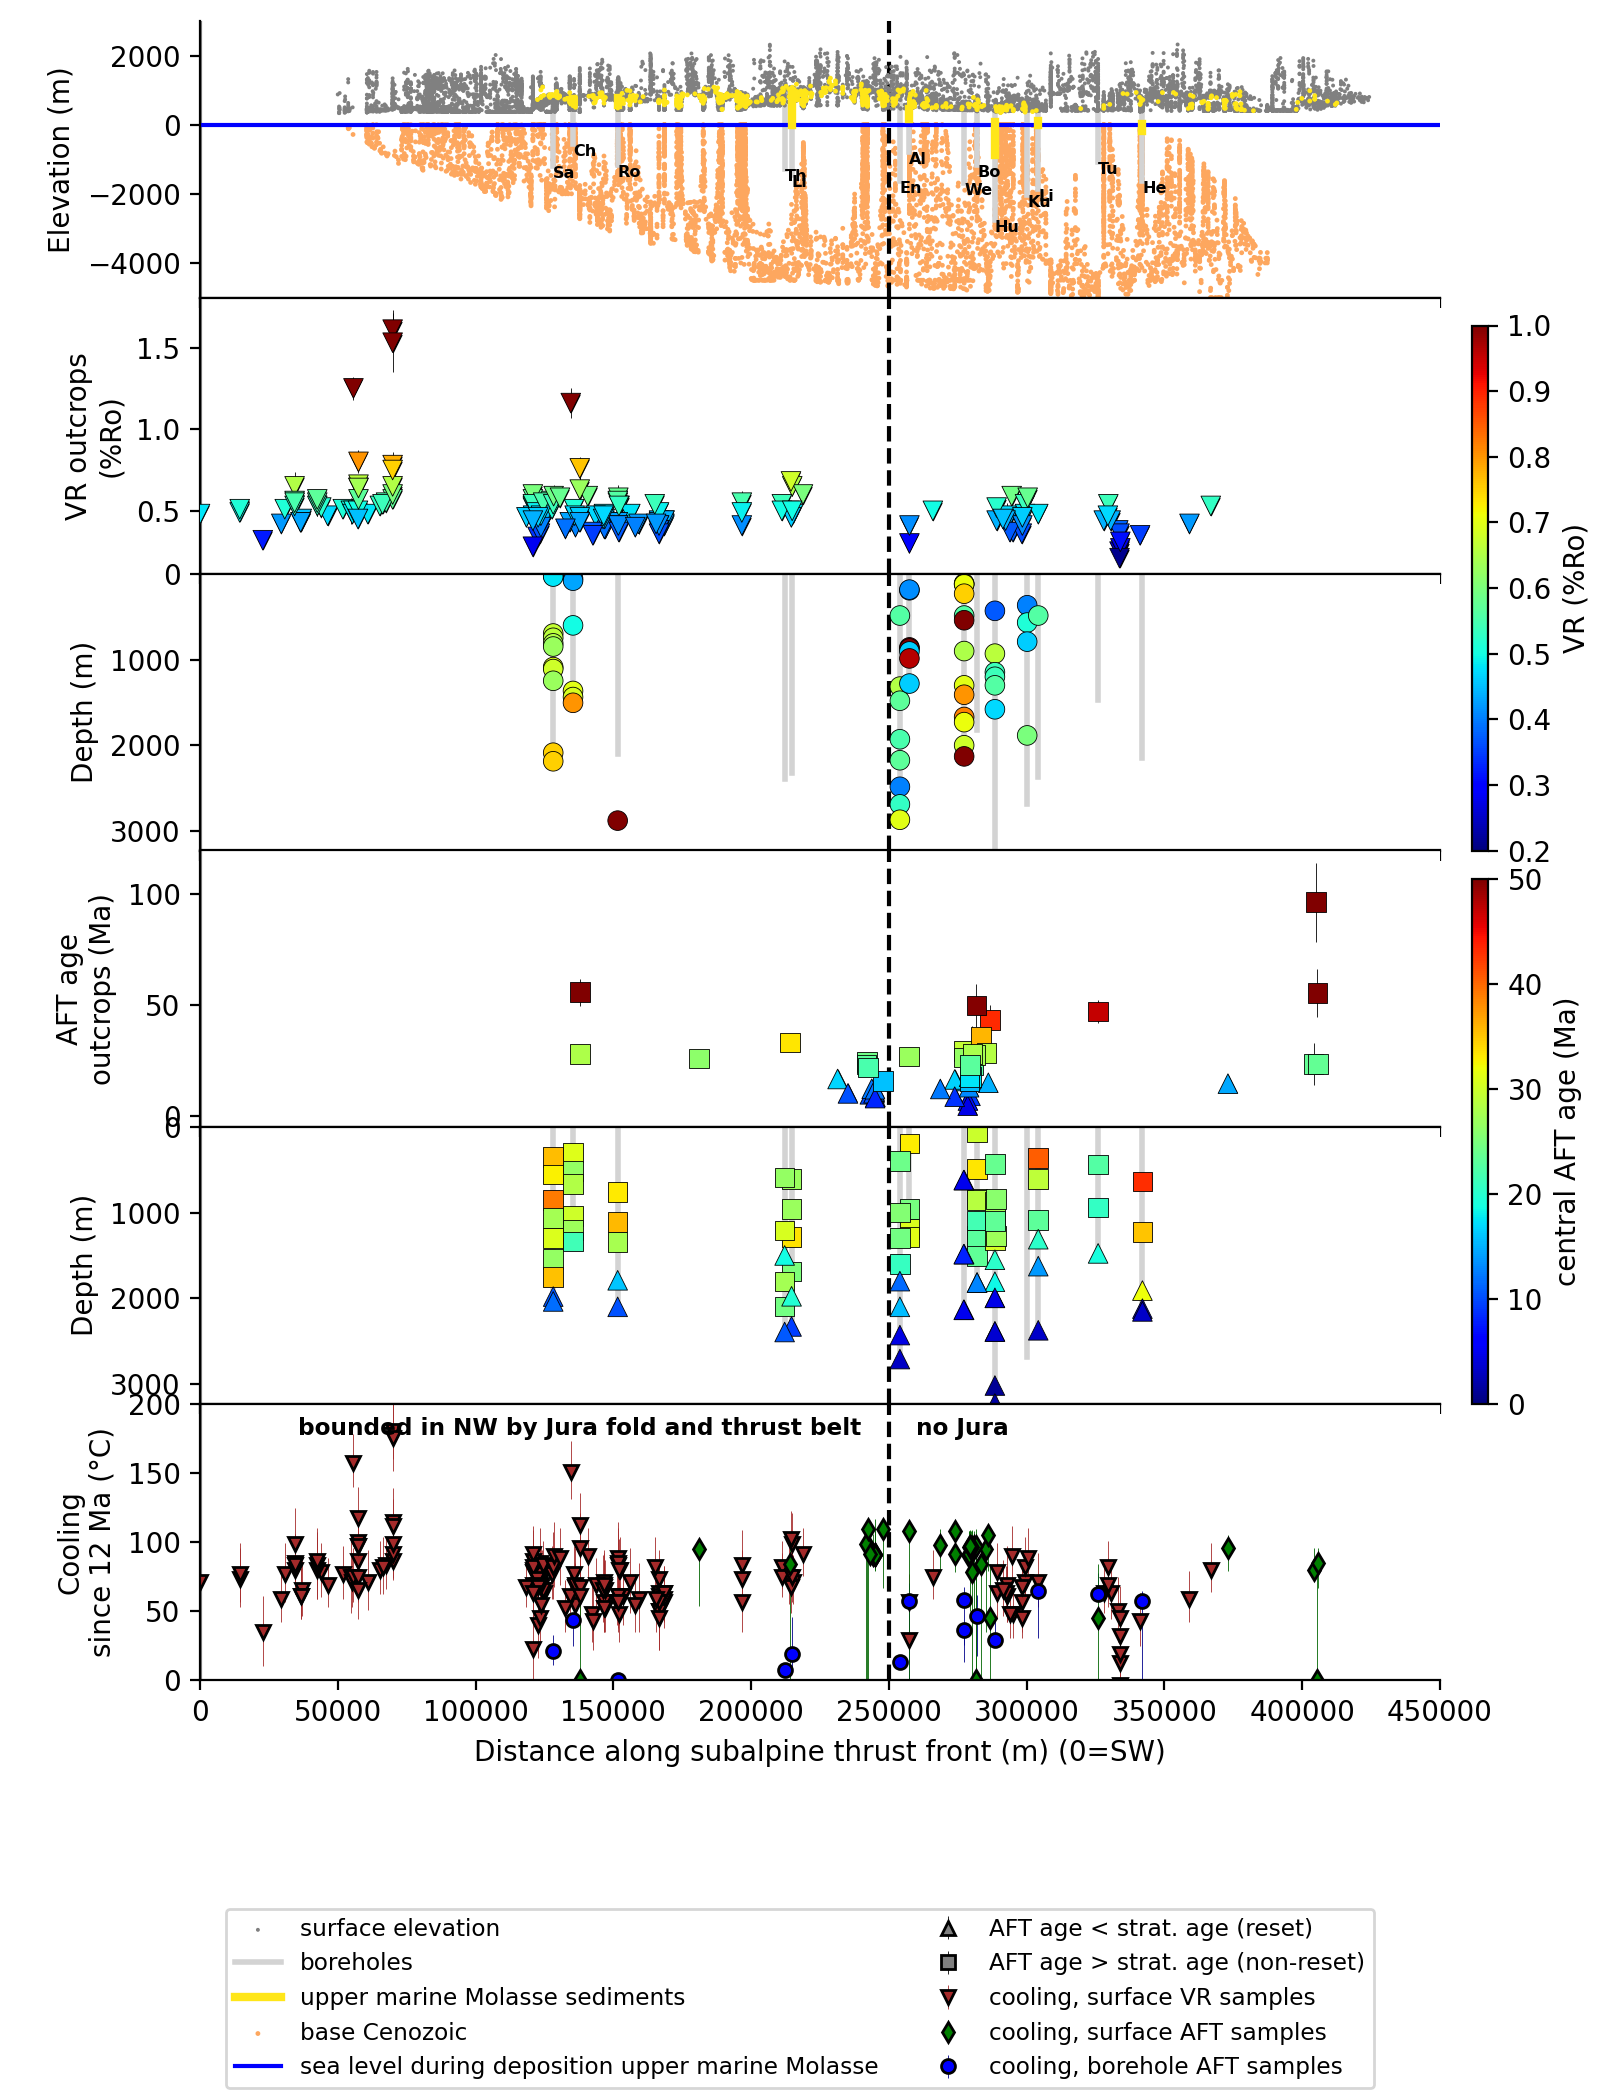 2000
0
−2000
−4000
Elevation (m)
Ch
Sa
Ro
Th
Li
Al
En
Bo
We
Hu
Li
Ku
Tu
He
1.5
1.0
0.5
VR outcrops
(%Ro)
0
1000
2000
3000
Depth (m)
1.0
0.9
0.8
0.7
0.6
0.5
0.4
0.3
0.2
VR (%Ro)
100
50
0
AFT age
outcrops (Ma)
0
1000
2000
3000
Depth (m)
50
40
30
20
10
0
central AFT age (Ma)
200
150
100
50
0
Cooling
since 12 Ma (°C)
bounded in NW by Jura fold and thrust belt
no Jura
0 50000 100000 150000 200000 250000 300000 350000 400000 450000
Distance along subalpine thrust front (m) (0=SW)
surface elevation
boreholes
upper marine Molasse sediments
base Cenozoic
sea level during deposition upper marine Molasse
AFT age < strat. age (reset)
AFT age > strat. age (non-reset)
cooling, surface VR samples
cooling, surface AFT samples
cooling, borehole AFT samples